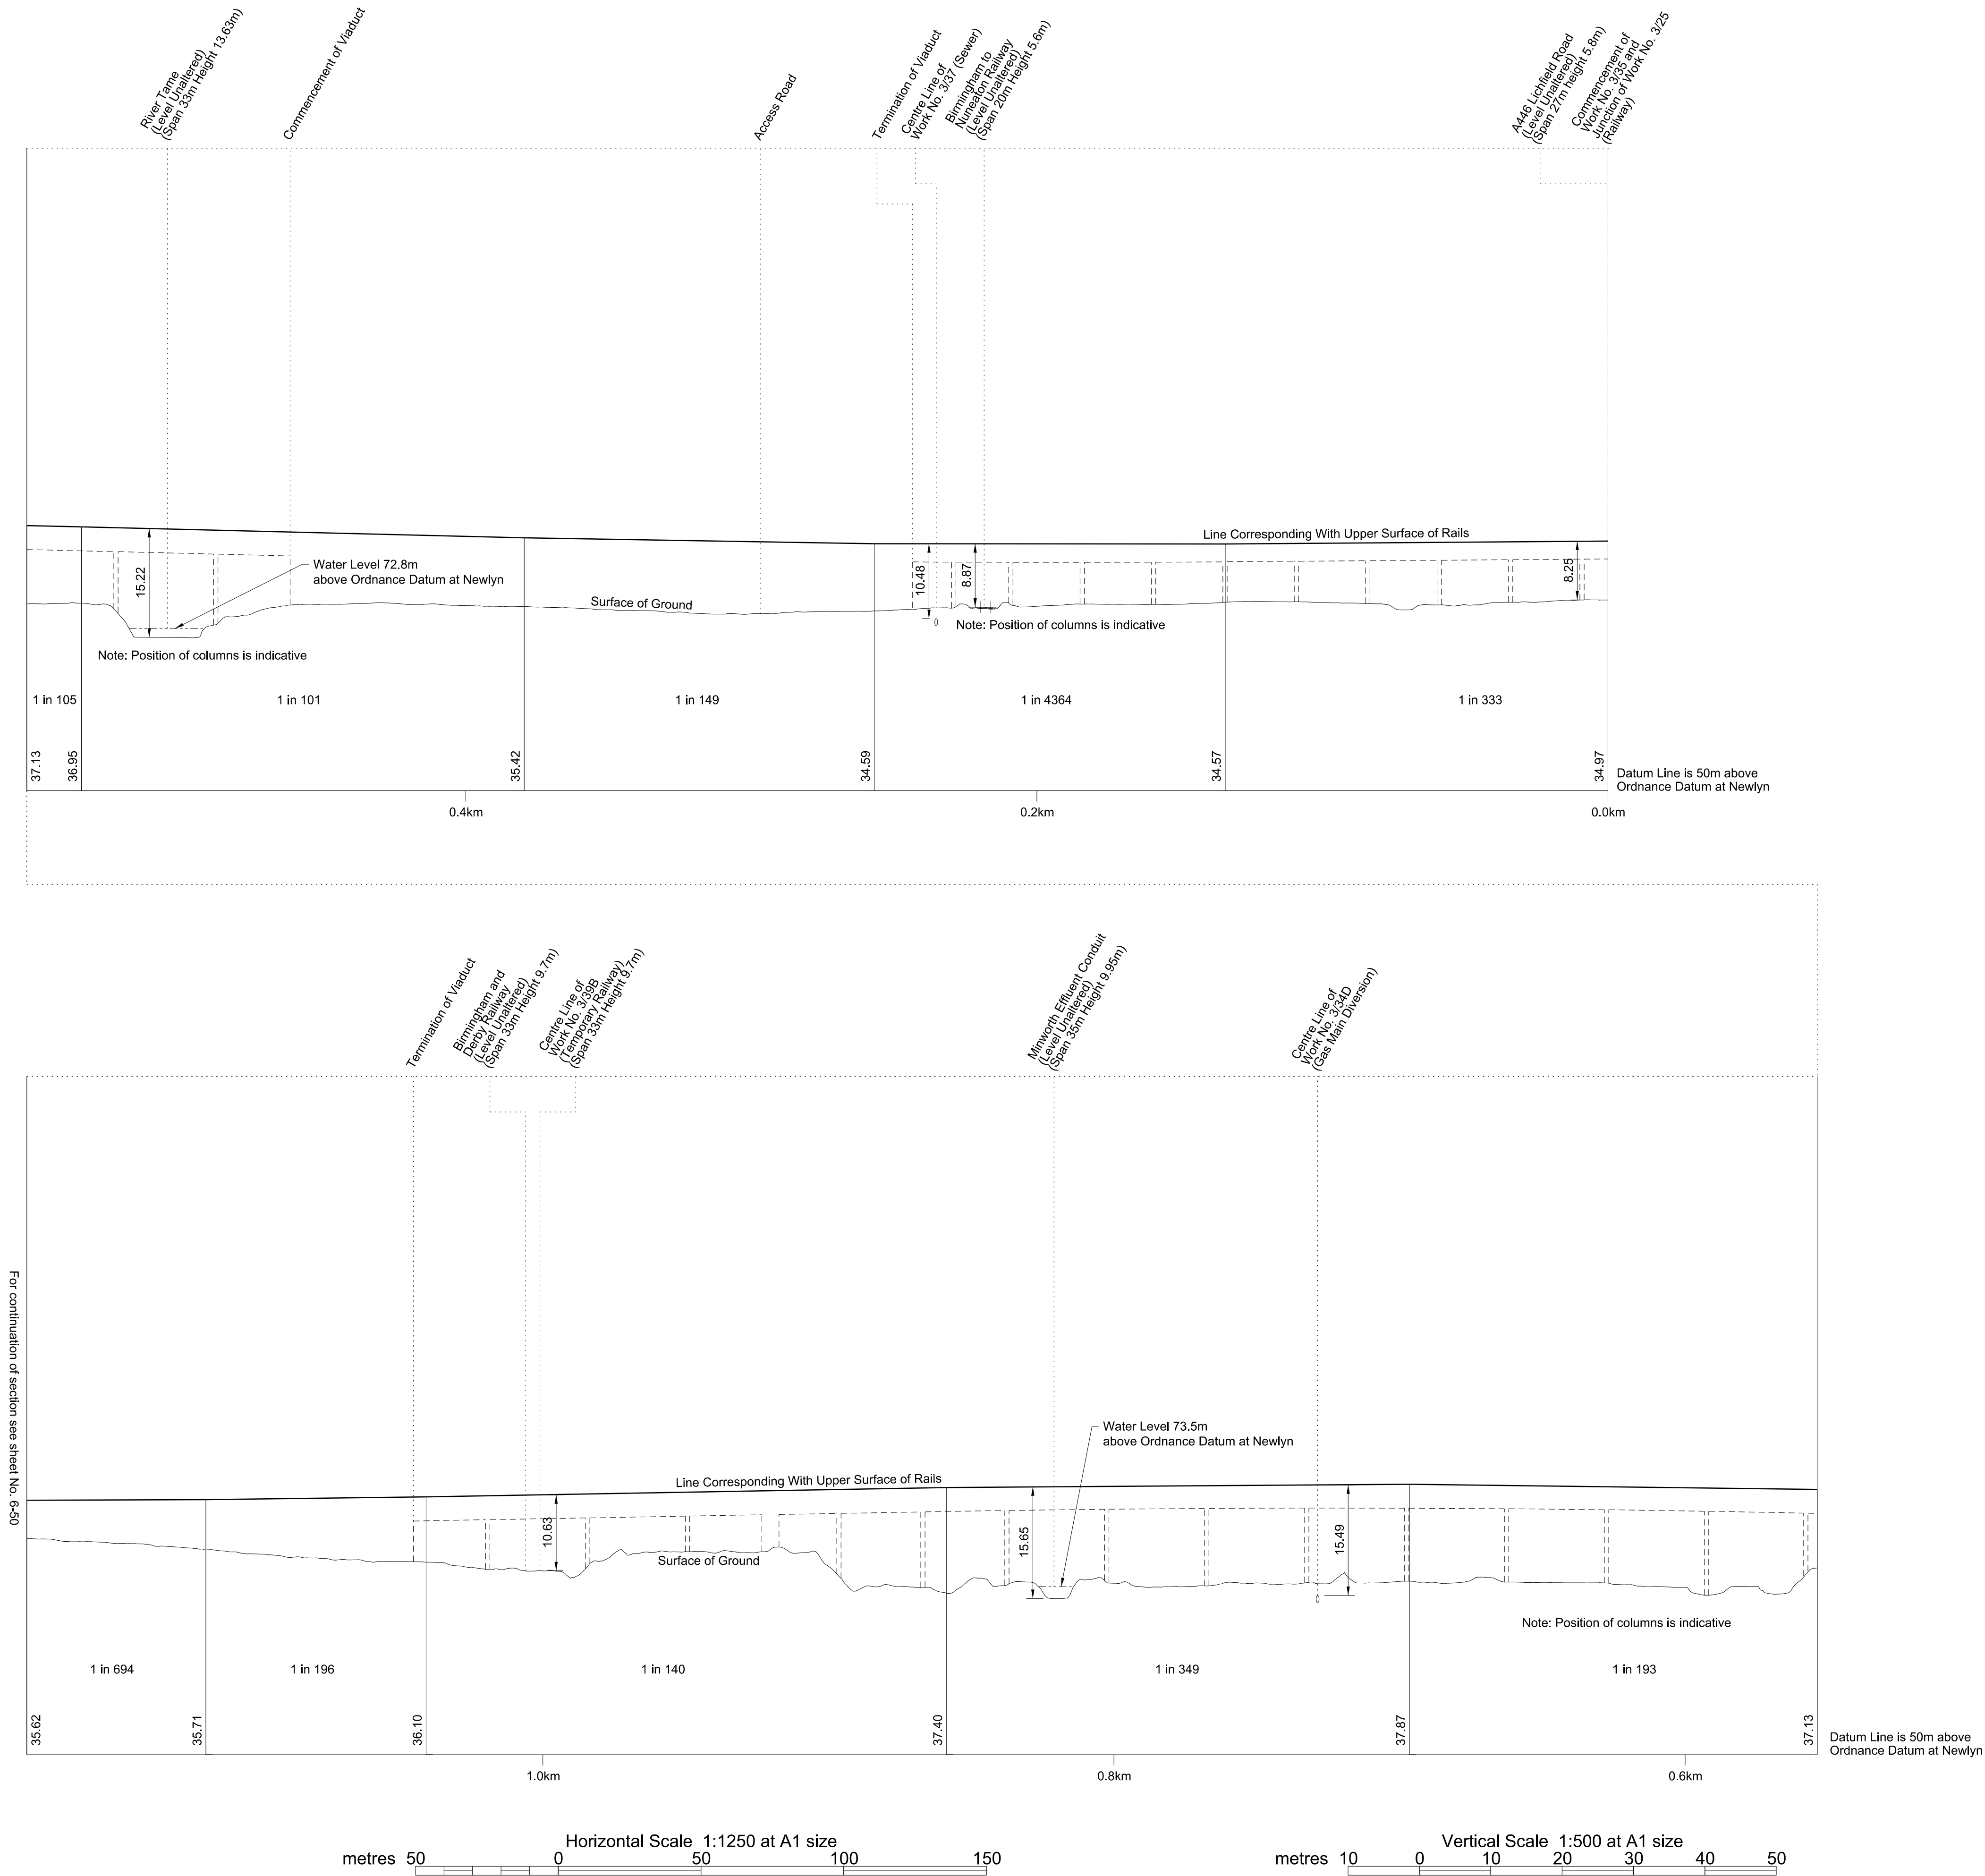 River Tame
(Level Unaltered)
(Span 33m Height 13.63m)
Commencement of Viaduct
Access Road
Termination of Viaduct
Centre Line of
Work No. 3/37 (Sewer)
Birmingham to
Nuneaton Railway
(Level Unaltered)
(Span 20m Height 5.6m)
A446 Lichfield Road
(Level Unaltered)
(Span 27m height 5.8m)
Commencement of
Work No. 3/35 and
Junction of Work No. 3/25
(Railway)
Line Corresponding With Upper Surface of Rails
15.22
Water Level 72.8m
above Ordnance Datum at Newlyn
10.48
8.87
8.25
Surface of Ground
0
Note: Position of columns is indicative
Note: Position of columns is indicative
1 in 105
1 in 101
1 in 149
1 in 4364
1 in 333
37.13
36.95
35.42
34.59
34.57
34.97
Datum Line is 50m above
Ordnance Datum at Newlyn
0.4km
0.2km
0.0km
Termination of Viaduct
Birmingham and
Derby Railway
(Level Unaltered)
(Span 33m Height 9.7m)
Centre Line of
Work No. 3/39B
(Temporary Railway)
(Span 33m Height 9.7m)
Minworth Effluent Conduit
(Level Unaltered)
(Span 35m Height 9.95m)
Centre Line of
Work No. 3/34D
(Gas Main Diversion)
For continuation of section see sheet No. 6-50
Water Level 73.5m
above Ordnance Datum at Newlyn
Line Corresponding With Upper Surface of Rails
10.63
15.65
15.49
Surface of Ground
0
Note: Position of columns is indicative
1 in 694
1 in 196
1 in 140
1 in 349
1 in 193
35.62
35.71
36.10
37.40
37.87
37.13
Datum Line is 50m above
Ordnance Datum at Newlyn
1.0km
0.8km
0.6km
Horizontal Scale 1:1250 at A1 size
metres 50 0 50 100 150
Vertical Scale 1:500 at A1 size
metres 10 0 10 20 30 40 50